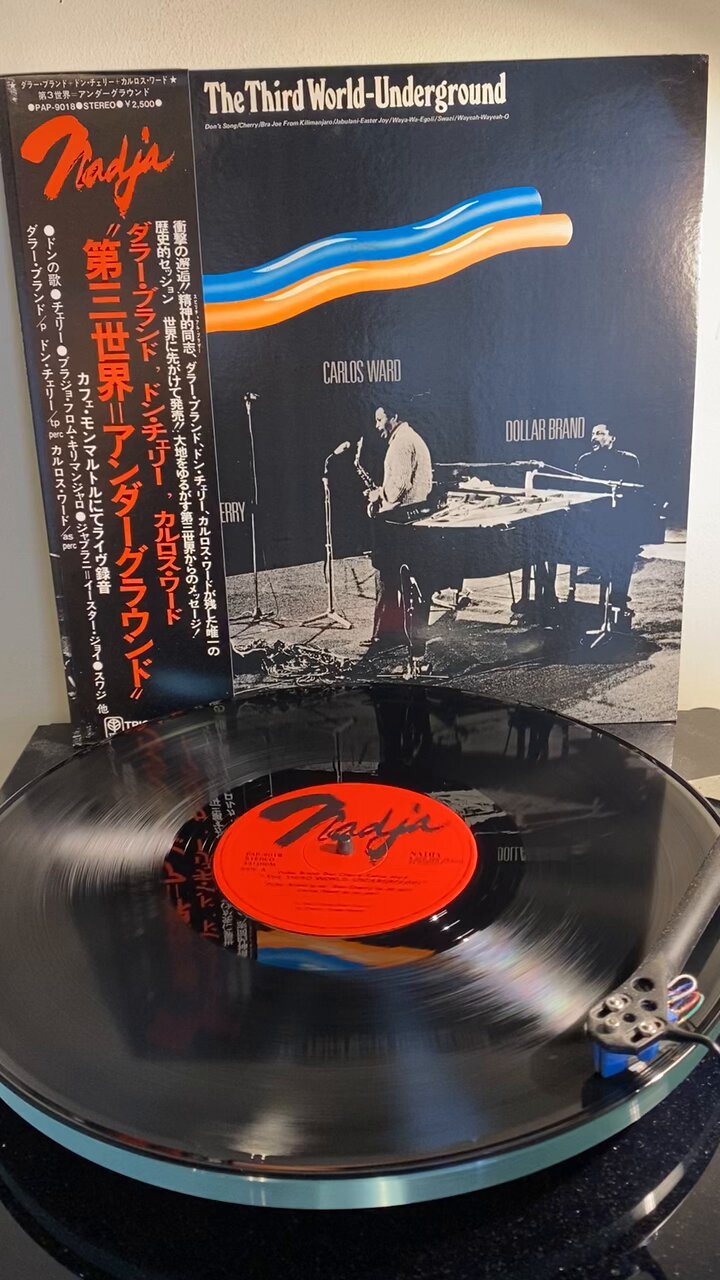 ★ダラー・ブランド+ドン・チェリー+カルロス・ワード★
第3世界=アンダーグラウンド
●PAP-9018●STEREO●¥2,500●
Nadja
衝撃の邂逅!!精神的同志、ダラー・ブランド、ドン・チェリー、カルロス・ワードが残した唯一の
歴史的セッション 世界に先がけて発売!!大地をゆるがす第三世界からのメッセージ!
ダラー・ブランド,ドン・チェリー,カルロス・ワード
"第三世界=アンダーグラウンド"
カフェ・モンマルトルにてライヴ録音
●ドンの歌●チェリー●ブラジョ・フロム・キリマンジャロ●ジャブラニ=イースター・ジョイ●スワジ 他
ダラー・ブランド/p ドン・チェリー/tp perc カルロス・ワード/as perc
TRIO
The Third World-Underground
Don's Song/Cherry/Bra Joe From Kilimanjaro/Jabulani-Easter Joy/Waya-Wa-Egoli/Swazi/Wayeah-Wayeah-O
CARLOS WARD
DOLLAR BRAND
ERRY
Nadja
PAP-9018
STEREO
SIDE A
NADJA
THE THIRD WORLD-UNDERGROUND